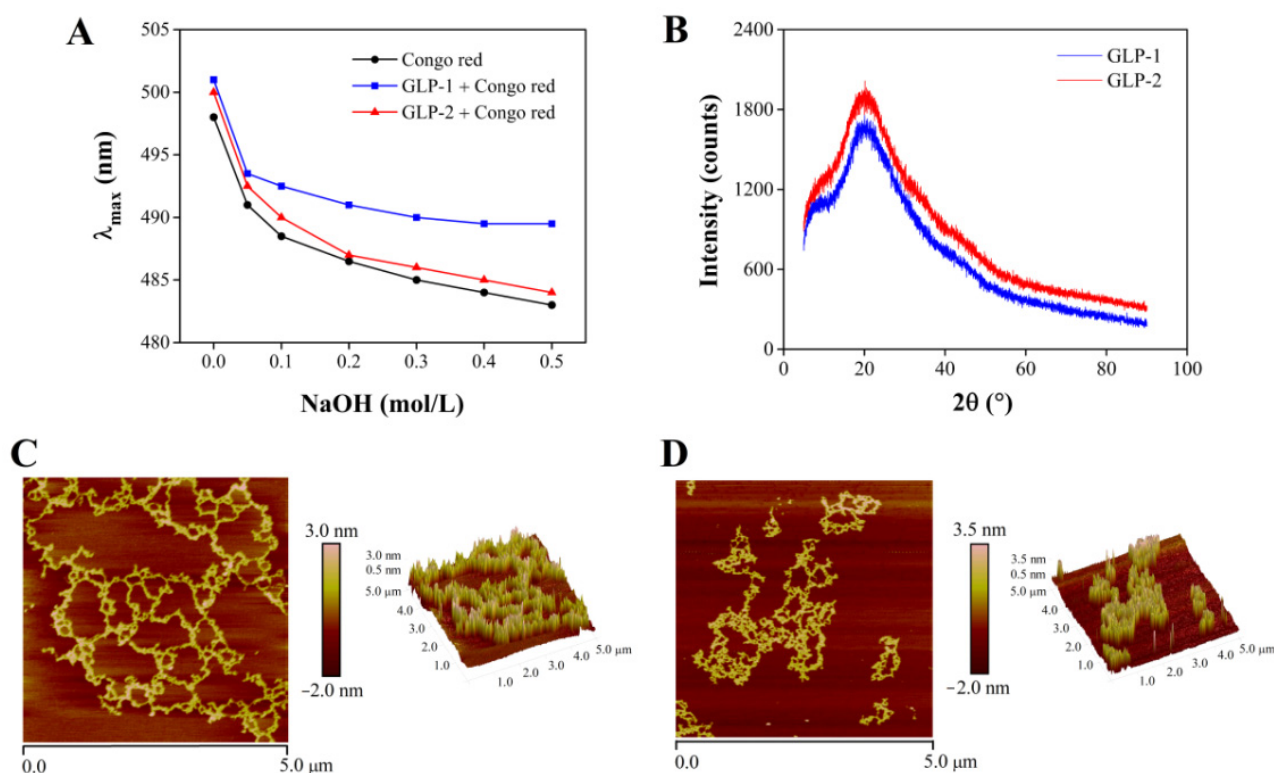 A
505
500
495
490
485
480
λmax (nm)
Congo red
GLP-1 + Congo red
GLP-2 + Congo red
0.0 0.1 0.2 0.3 0.4 0.5
NaOH (mol/L)
B
2400
1800
1200
600
0
Intensity (counts)
GLP-1
GLP-2
0 20 40 60 80 100
2θ (°)
C
3.0 nm
−2.0 nm
0.0 5.0 μm
3.0 nm
0.5 nm
5.0 μm
4.0
3.0
2.0
1.0
1.0 2.0 3.0 4.0 5.0 μm
D
3.5 nm
−2.0 nm
0.0 5.0 μm
3.5 nm
0.5 nm
5.0 μm
4.0
3.0
2.0
1.0
1.0 2.0 3.0 4.0 5.0 μm